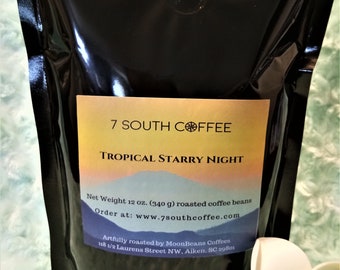 7 SOUTH COFFEE
TROPICAL STARRY NIGHT
Net Weight 12 oz. (340 g) roasted coffee beans
Order at: www.7southcoffee.com
Artfully roasted by MoonBeans Coffees
118 1/2 Laurens Street NW, Aiken, SC 29801